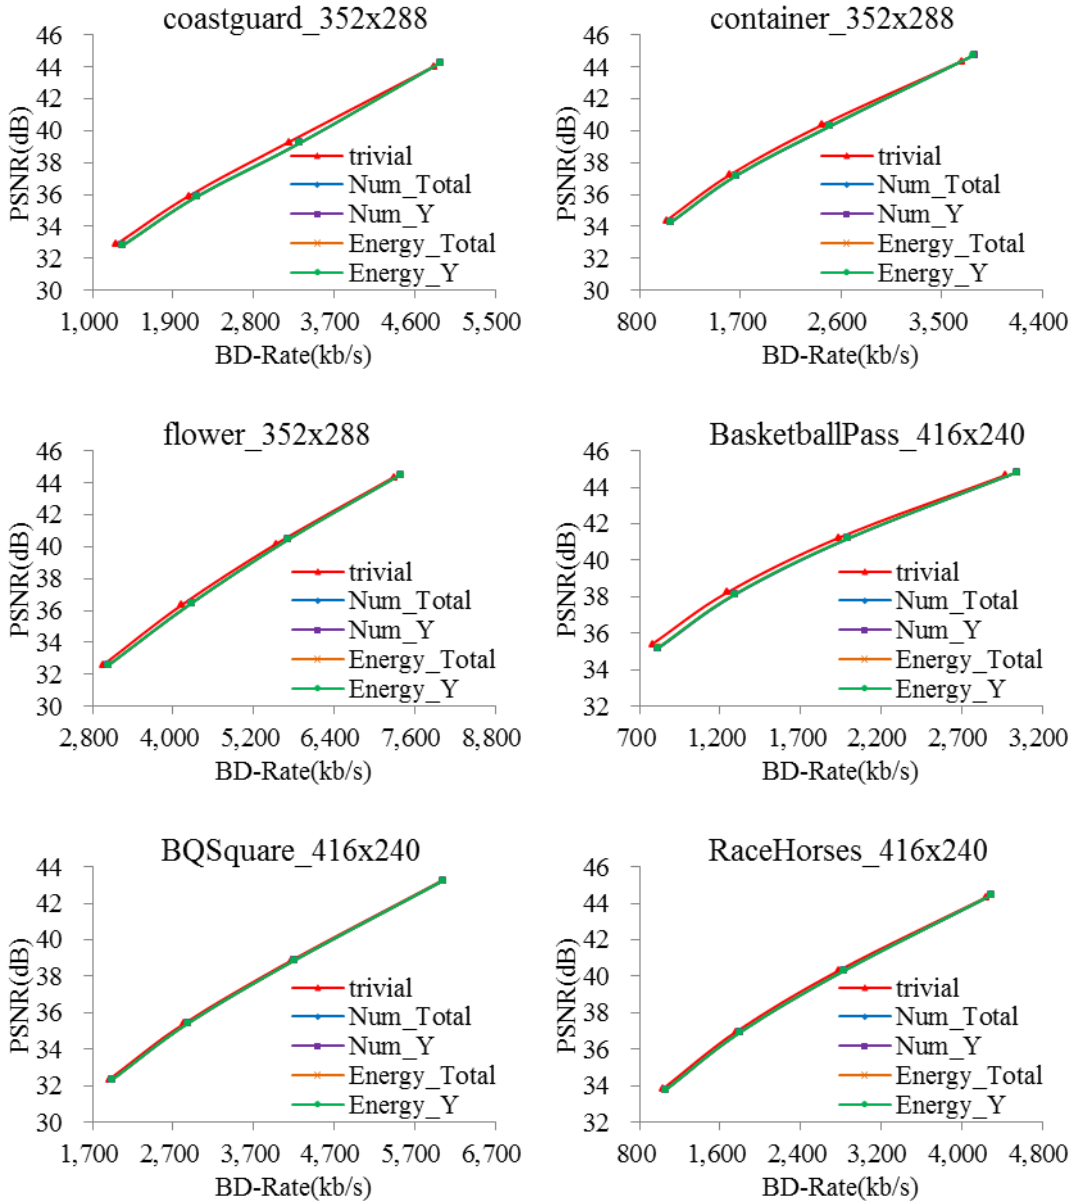 coastguard_352x288
PSNR(dB)
46
44
42
40
38
36
34
32
30
trivial
Num_Total
Num_Y
Energy_Total
Energy_Y
1,000 1,900 2,800 3,700 4,600 5,500
BD-Rate(kb/s)
container_352x288
PSNR(dB)
46
44
42
40
38
36
34
32
30
trivial
Num_Total
Num_Y
Energy_Total
Energy_Y
800 1,700 2,600 3,500 4,400
BD-Rate(kb/s)
flower_352x288
PSNR(dB)
46
44
42
40
38
36
34
32
30
trivial
Num_Total
Num_Y
Energy_Total
Energy_Y
2,800 4,000 5,200 6,400 7,600 8,800
BD-Rate(kb/s)
BasketballPass_416x240
PSNR(dB)
46
44
42
40
38
36
34
32
trivial
Num_Total
Num_Y
Energy_Total
Energy_Y
700 1,200 1,700 2,200 2,700 3,200
BD-Rate(kb/s)
BQSquare_416x240
PSNR(dB)
44
42
40
38
36
34
32
30
trivial
Num_Total
Num_Y
Energy_Total
Energy_Y
1,700 2,700 3,700 4,700 5,700 6,700
BD-Rate(kb/s)
RaceHorses_416x240
PSNR(dB)
46
44
42
40
38
36
34
32
trivial
Num_Total
Num_Y
Energy_Total
Energy_Y
800 1,600 2,400 3,200 4,000 4,800
BD-Rate(kb/s)